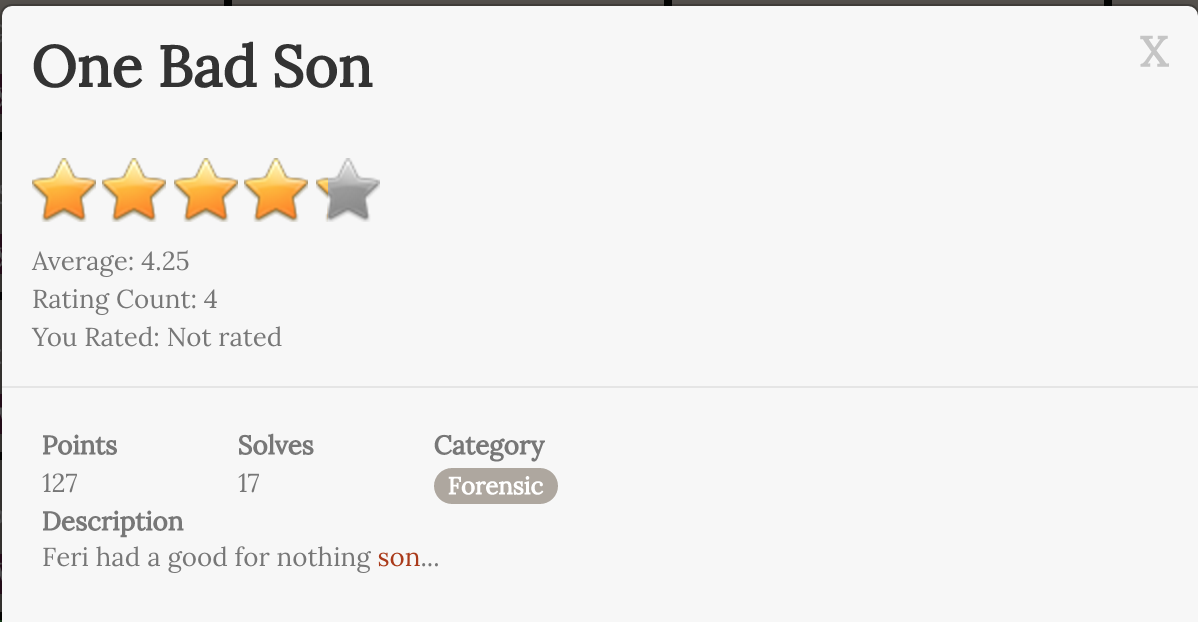 One Bad Son
X
Average: 4.25
Rating Count: 4
You Rated: Not rated
Points Solves Category
127 17 Forensic
Description
Feri had a good for nothing son...